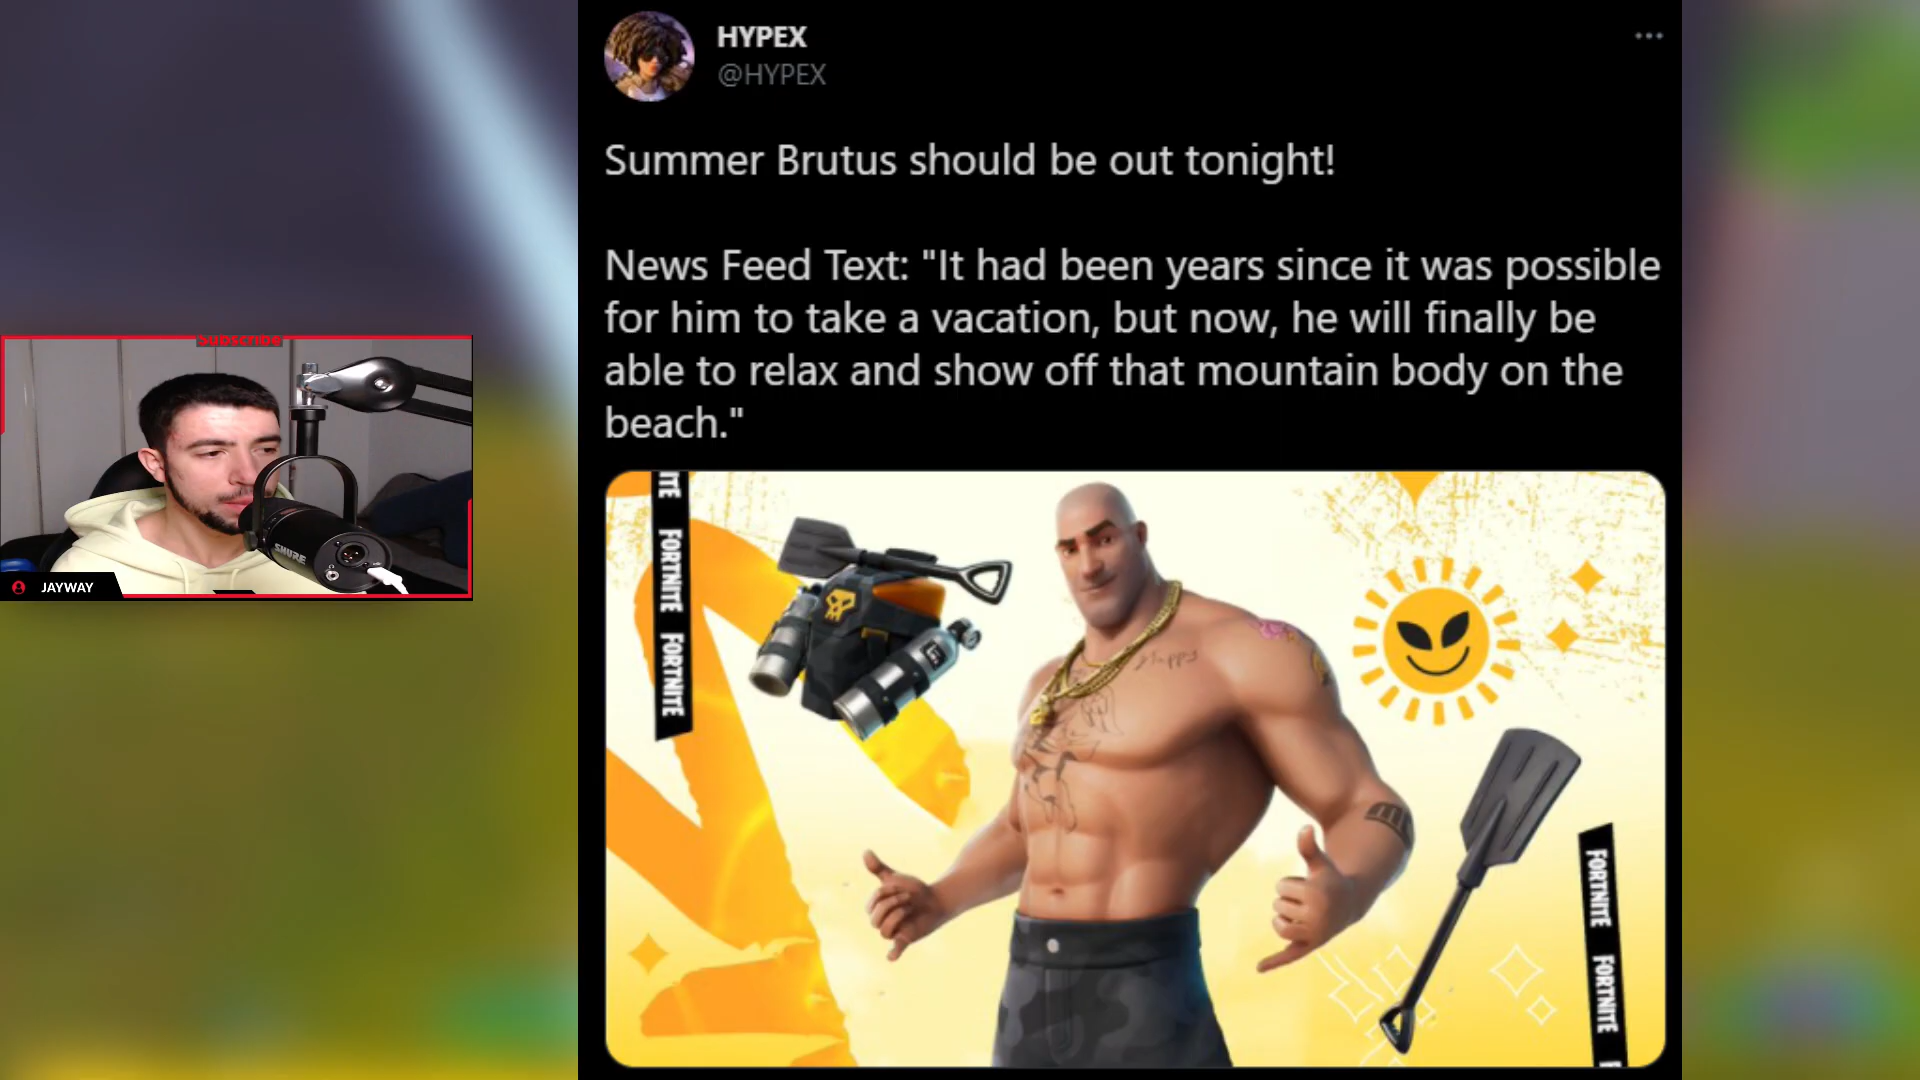 HYPEX
@HYPEX
Summer Brutus should be out tonight!
News Feed Text: "It had been years since it was possible
for him to take a vacation, but now, he will finally be
able to relax and show off that mountain body on the
beach."
Subscribe
SHURE
JAYWAY
FORTNITE
FORTNITE
FORTNITE
FORTNITE